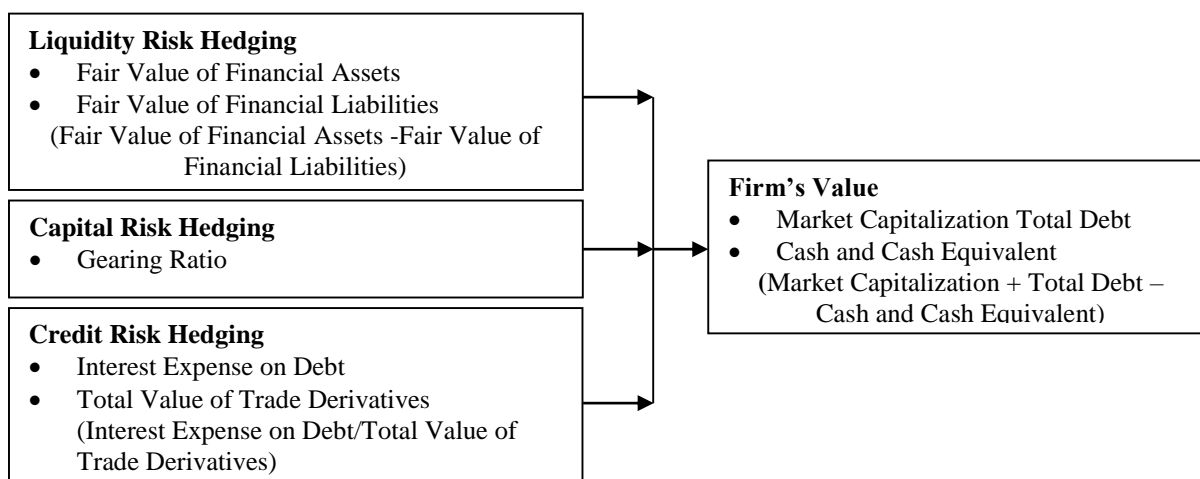 Liquidity Risk Hedging
• Fair Value of Financial Assets
• Fair Value of Financial Liabilities
(Fair Value of Financial Assets -Fair Value of
Financial Liabilities)
Capital Risk Hedging
• Gearing Ratio
Credit Risk Hedging
• Interest Expense on Debt
• Total Value of Trade Derivatives
(Interest Expense on Debt/Total Value of
Trade Derivatives)
Firm’s Value
• Market Capitalization Total Debt
• Cash and Cash Equivalent
(Market Capitalization + Total Debt –
Cash and Cash Equivalent)